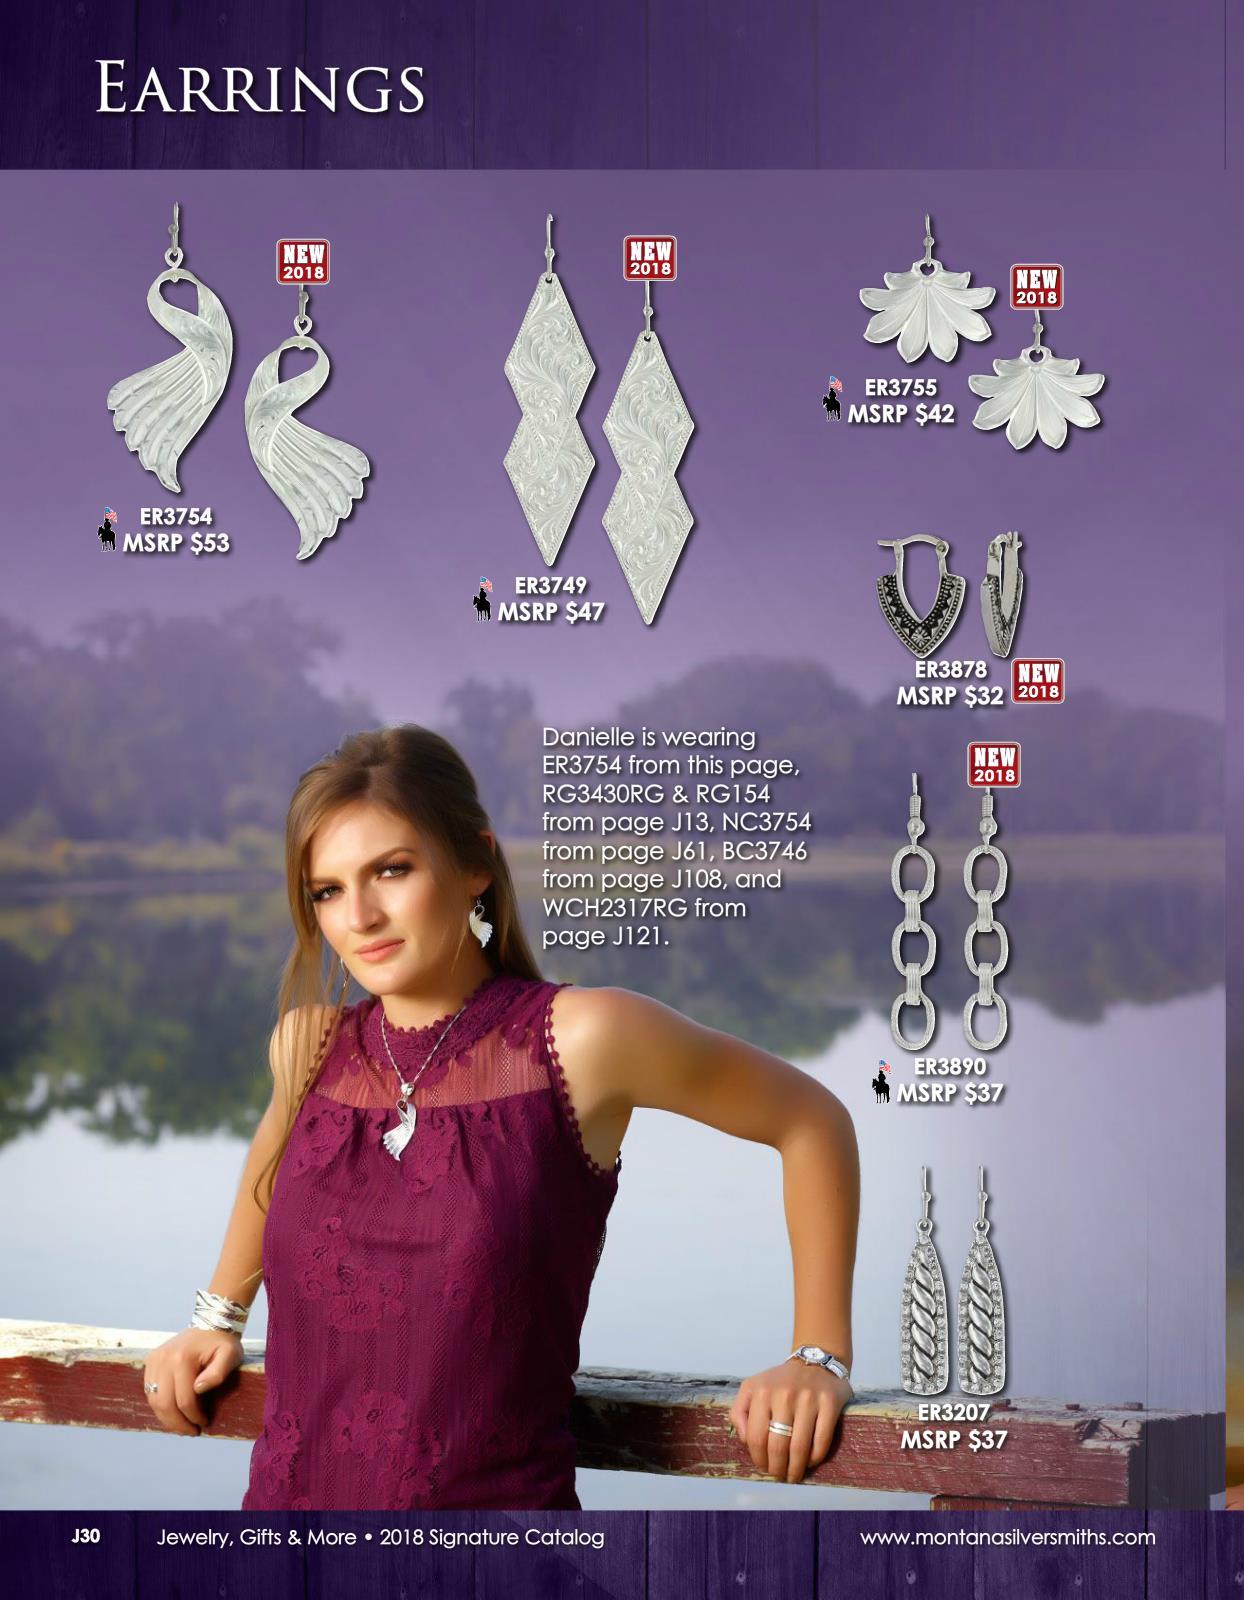 EARRINGS
NEW
2018
ER3754
MSRP $53
NEW
2018
ER3749
MSRP $47
NEW
2018
ER3755
MSRP $42
ER3878
MSRP $32
NEW
2018
Danielle is wearing
ER3754 from this page,
RG3430RG & RG154
from page J13, NC3754
from page J61, BC3746
from page J108, and
WCH2317RG from
page J121.
NEW
2018
ER3890
MSRP $37
ER3207
MSRP $37
J30 Jewelry, Gifts & More • 2018 Signature Catalog www.montanasilversmiths.com